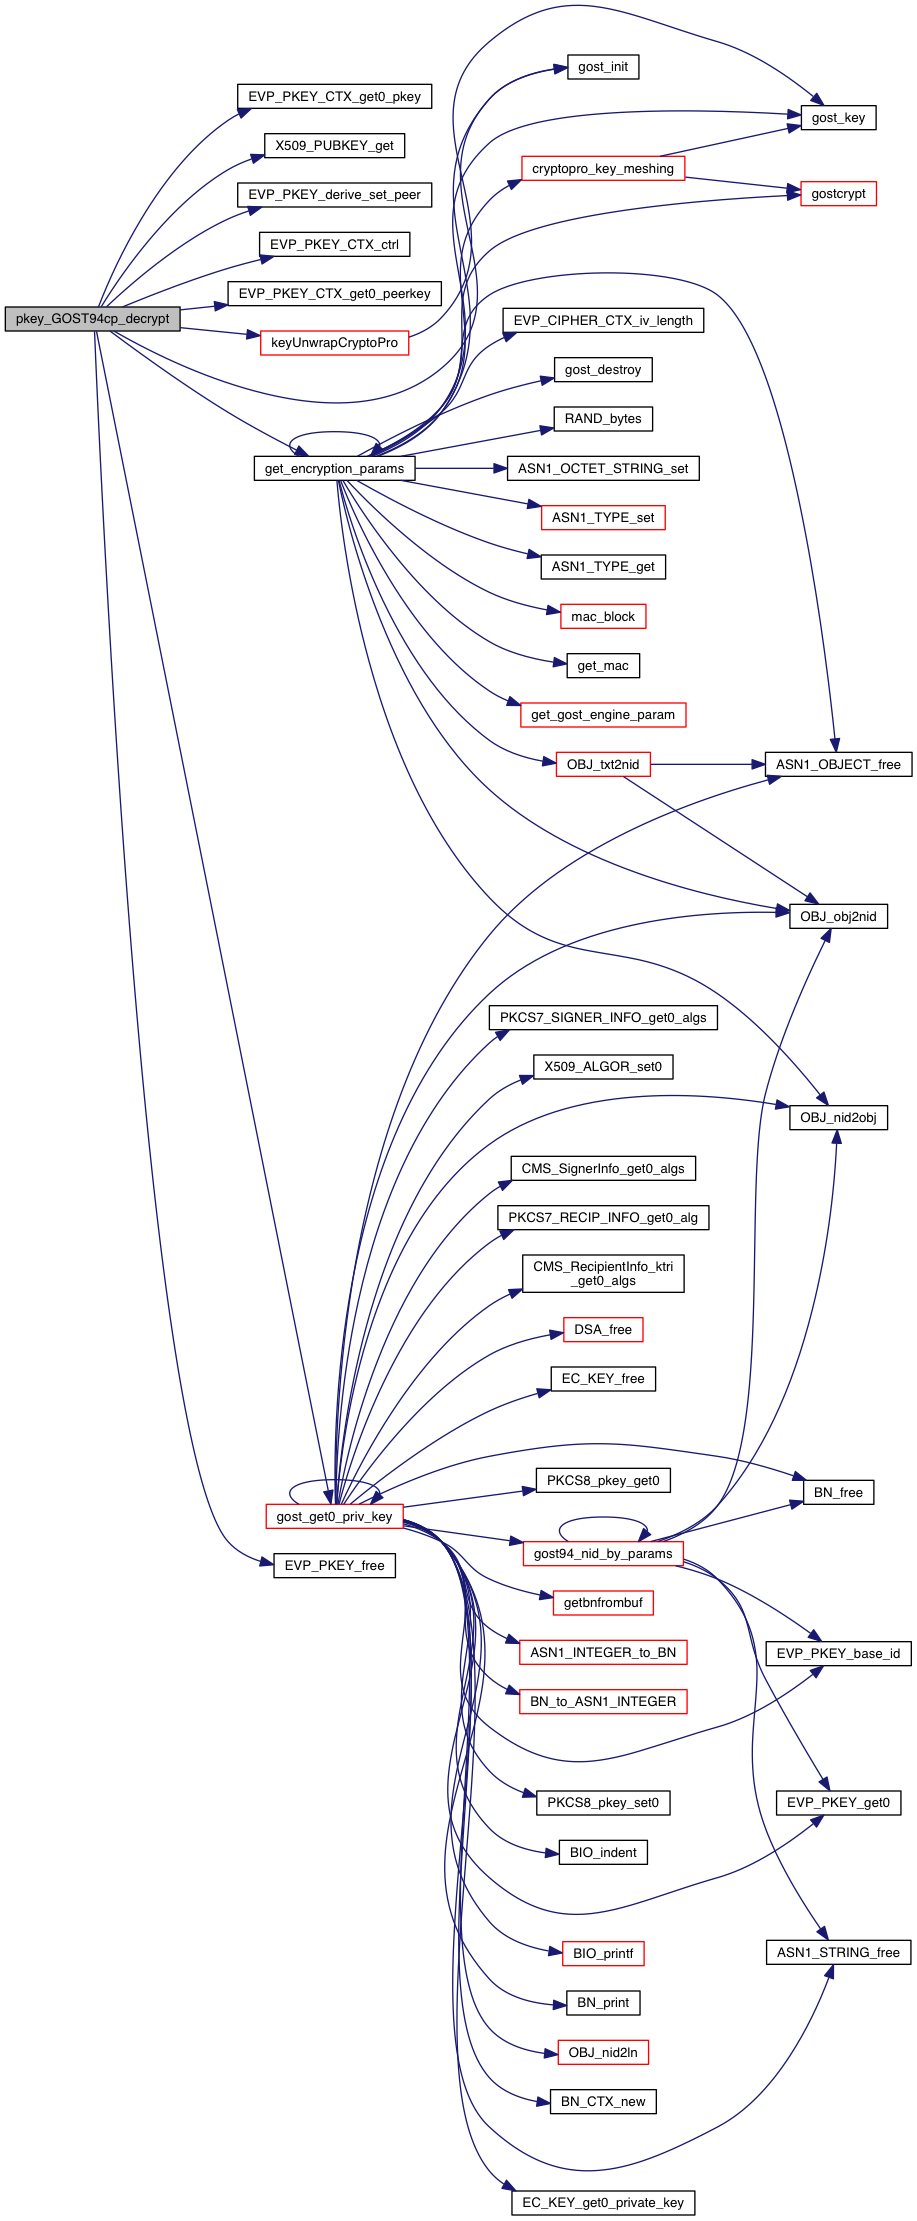 gost_init
EVP_PKEY_CTX_get0_pkey
gost_key
X509_PUBKEY_get
cryptopro_key_meshing
EVP_PKEY_derive_set_peer
gostcrypt
EVP_PKEY_CTX_ctrl
EVP_PKEY_CTX_get0_peerkey
pkey_GOST94cp_decrypt
EVP_CIPHER_CTX_iv_length
keyUnwrapCryptoPro
gost_destroy
RAND_bytes
get_encryption_params
ASN1_OCTET_STRING_set
ASN1_TYPE_set
ASN1_TYPE_get
mac_block
get_mac
get_gost_engine_param
OBJ_txt2nid
ASN1_OBJECT_free
OBJ_obj2nid
PKCS7_SIGNER_INFO_get0_algs
X509_ALGOR_set0
OBJ_nid2obj
CMS_SignerInfo_get0_algs
PKCS7_RECIP_INFO_get0_alg
CMS_RecipientInfo_ktri
_get0_algs
DSA_free
EC_KEY_free
PKCS8_pkey_get0
BN_free
gost_get0_priv_key
gost94_nid_by_params
EVP_PKEY_free
getbnfrombuf
ASN1_INTEGER_to_BN
EVP_PKEY_base_id
BN_to_ASN1_INTEGER
PKCS8_pkey_set0
EVP_PKEY_get0
BIO_indent
BIO_printf
ASN1_STRING_free
BN_print
OBJ_nid2ln
BN_CTX_new
EC_KEY_get0_private_key